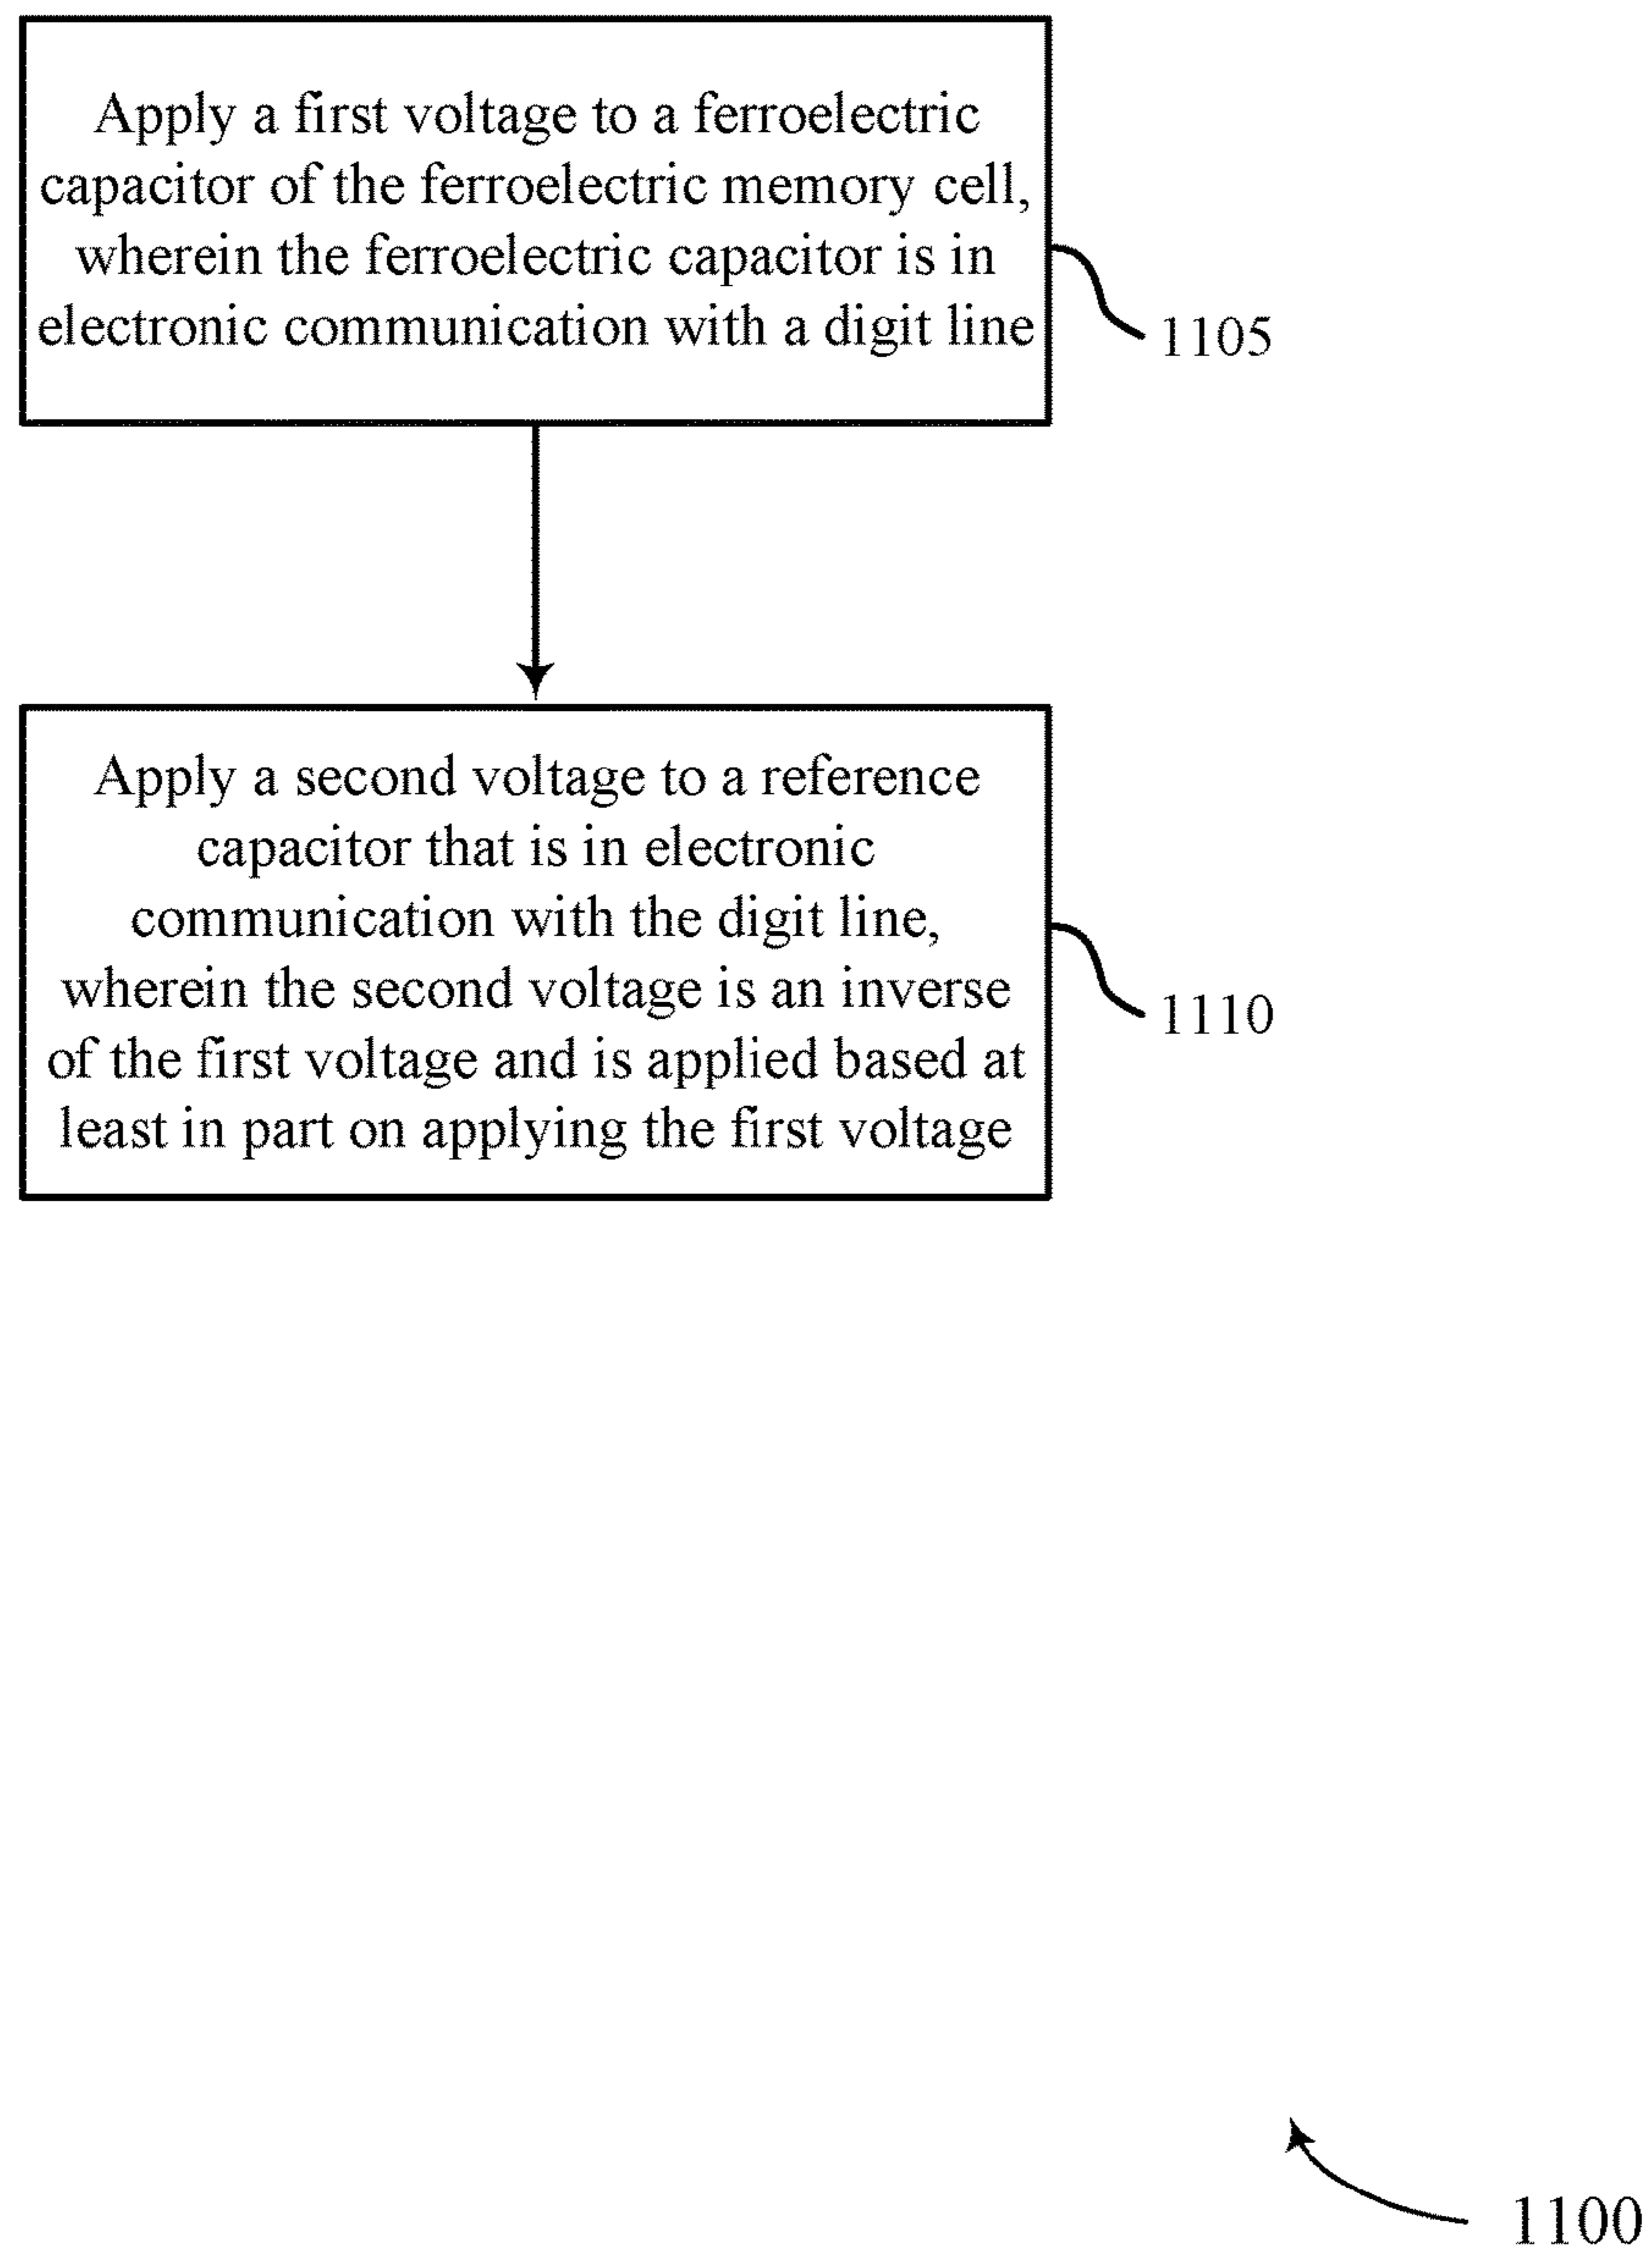 Apply a first voltage to a ferroelectric
capacitor of the ferroelectric memory cell,
wherein the ferroelectric capacitor is in
electronic communication with a digit line
1105
Apply a second voltage to a reference
capacitor that is in electronic
communication with the digit line,
wherein the second voltage is an inverse
of the first voltage and is applied based at
least in part on applying the first voltage
1110
1100